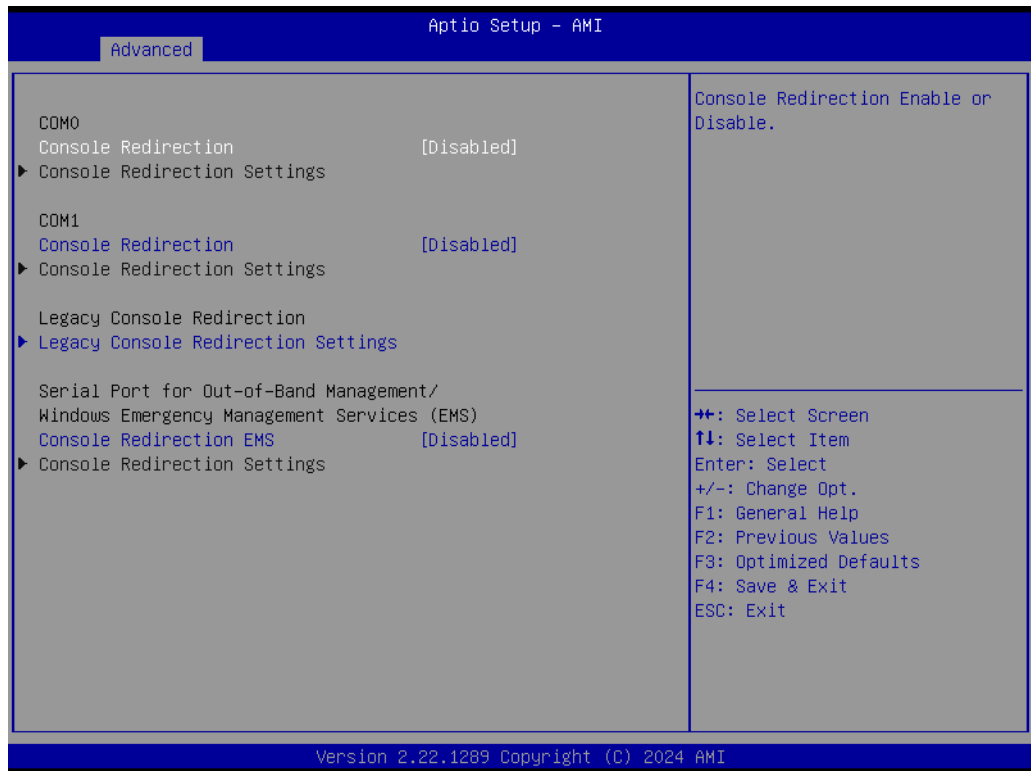 Aptio Setup - AMI
Advanced
COM0
Console Redirection [Disabled]
Console Redirection Settings
COM1
Console Redirection [Disabled]
Console Redirection Settings
Legacy Console Redirection
Legacy Console Redirection Settings
Serial Port for Out-of-Band Management/
Windows Emergency Management Services (EMS)
Console Redirection EMS [Disabled]
Console Redirection Settings
Console Redirection Enable or
Disable.
→←: Select Screen
↑↓: Select Item
Enter: Select
+/-: Change Opt.
F1: General Help
F2: Previous Values
F3: Optimized Defaults
F4: Save & Exit
ESC: Exit
Version 2.22.1289 Copyright (C) 2024 AMI